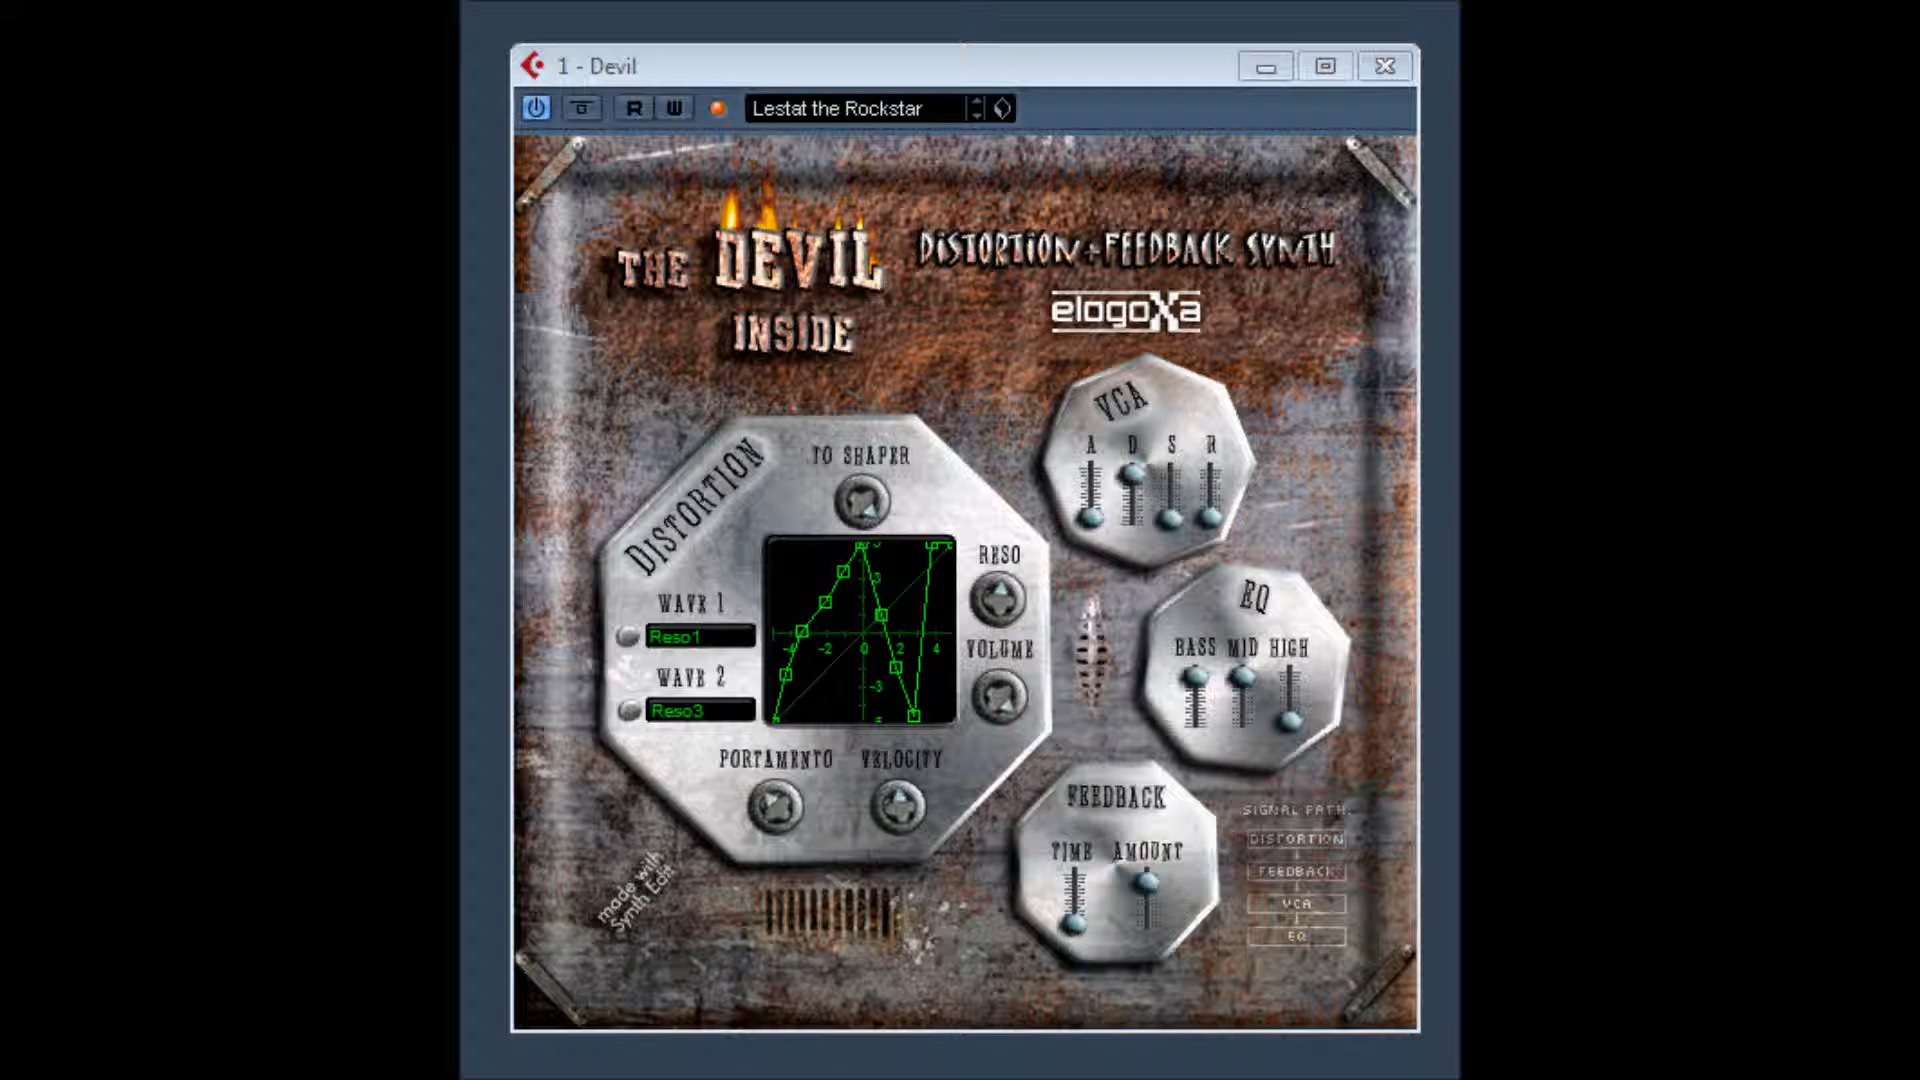 1 - Devil
R W Lestat the Rockstar
THE DEVIL INSIDE
DISTORTION+FEEDBACK SYNTH
elogoXa
VCA
A D S R
DISTORTION
TO SHAPER
RESO
WAVE 1
Reso1
WAVE 2
Reso3
5
3
-4 -2 0 2 4
-3
VOLUME
EQ
BASS MID HIGH
PORTAMENTO VELOCITY
FEEDBACK
TIME AMOUNT
SIGNAL PATH
DISTORTION
FEEDBACK
VCA
EQ
made with
Synth Edit